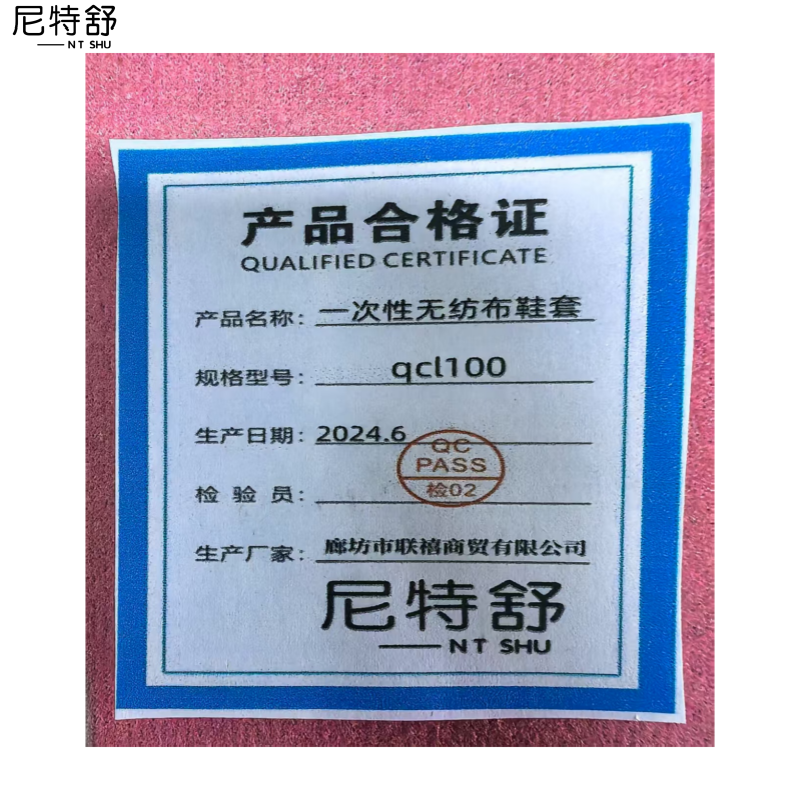 尼特舒
NT SHU
产品合格证
QUALIFIED CERTIFICATE
产品名称：一次性无纺布鞋套
规格型号：qcl100
生产日期：2024.6
QC
PASS
检验员：
检02
生产厂家：廊坊市联禧商贸有限公司
尼特舒
NT SHU